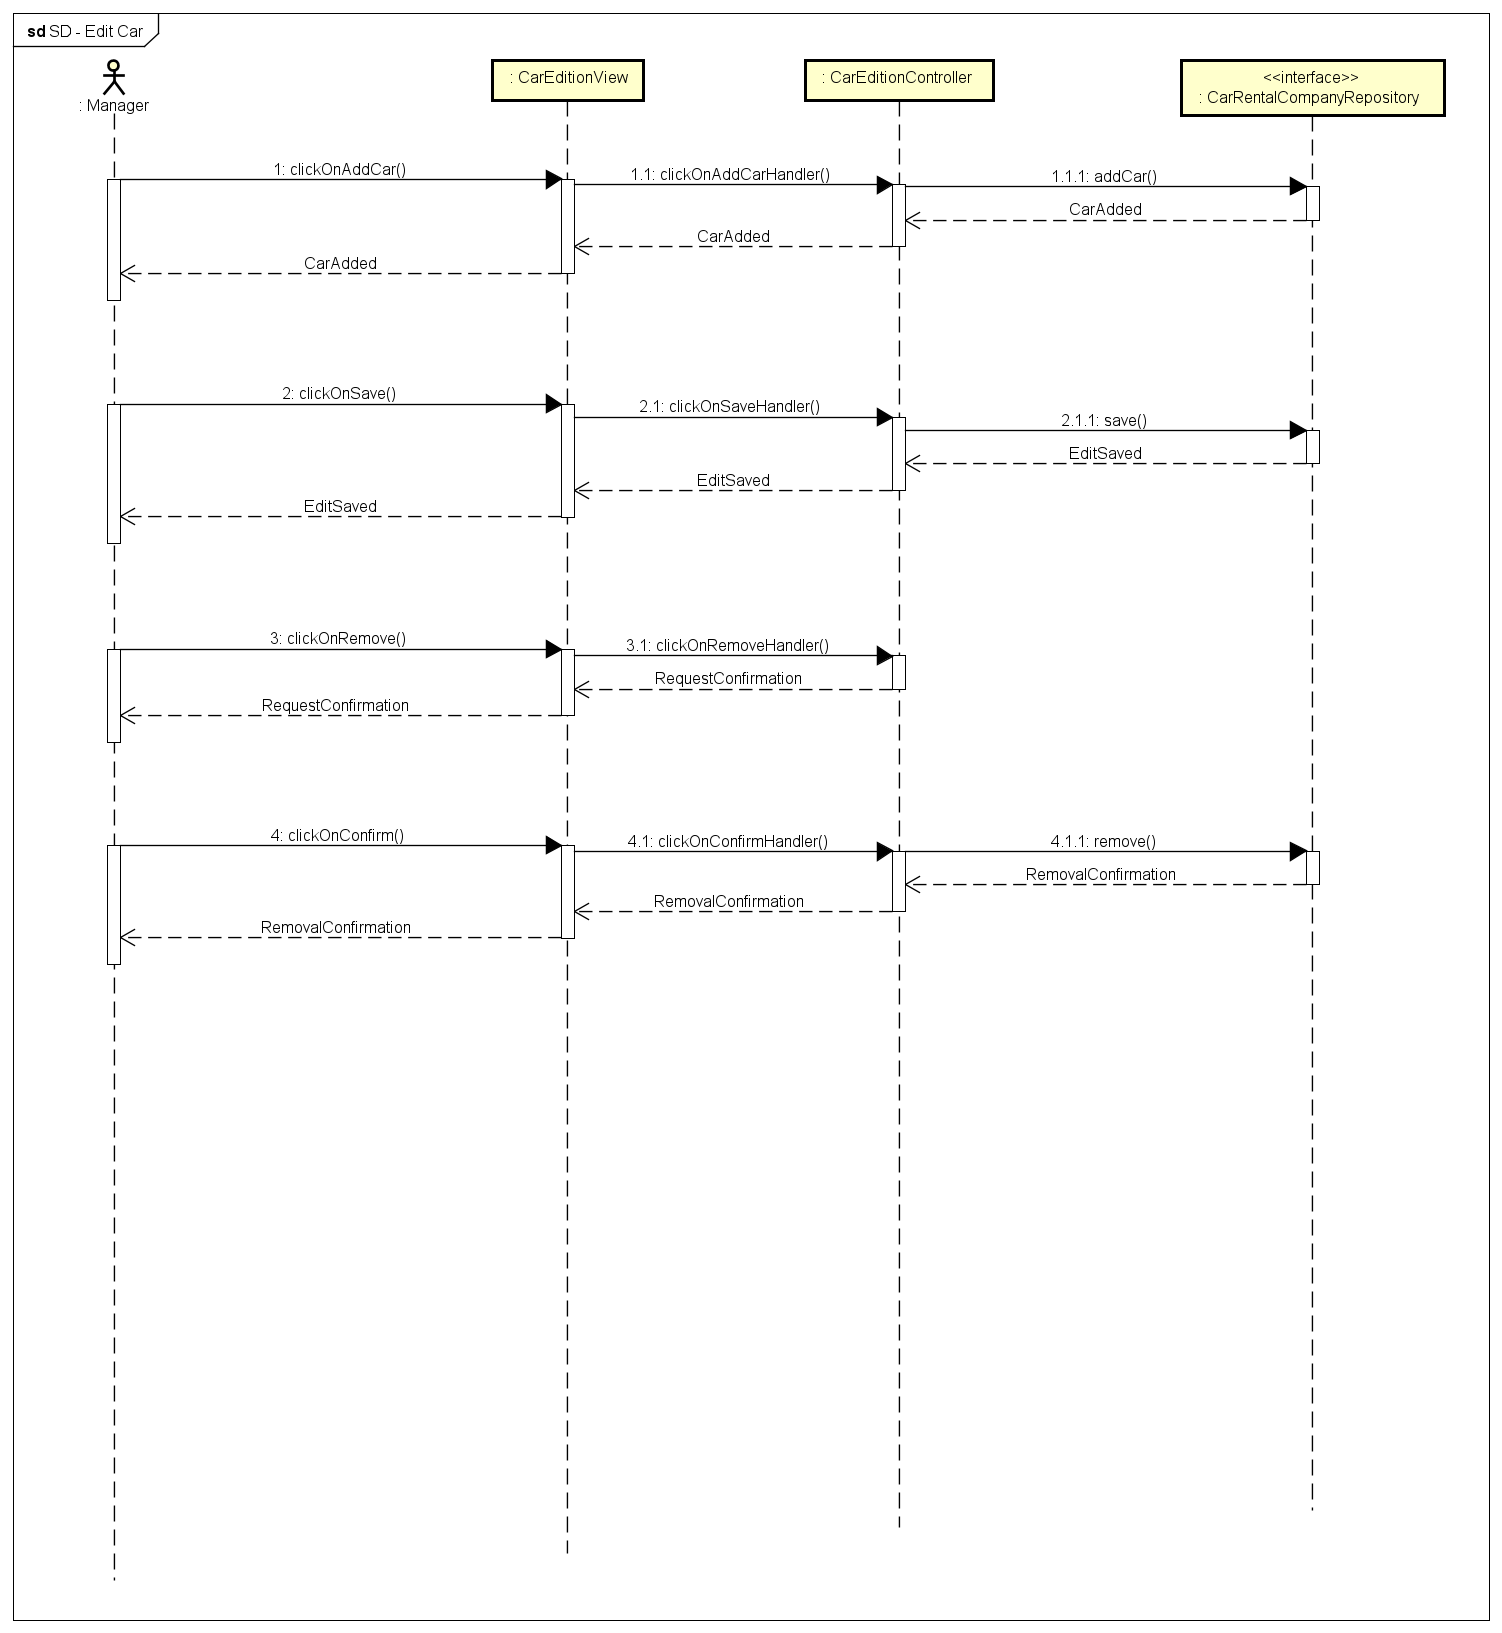 sd SD - Edit Car
: Manager
: CarEditionView
: CarEditionController
<<interface>>
: CarRentalCompanyRepository
1: clickOnAddCar()
1.1: clickOnAddCarHandler()
1.1.1: addCar()
CarAdded
CarAdded
CarAdded
2: clickOnSave()
2.1: clickOnSaveHandler()
2.1.1: save()
EditSaved
EditSaved
EditSaved
3: clickOnRemove()
3.1: clickOnRemoveHandler()
RequestConfirmation
RequestConfirmation
4: clickOnConfirm()
4.1: clickOnConfirmHandler()
4.1.1: remove()
RemovalConfirmation
RemovalConfirmation
RemovalConfirmation